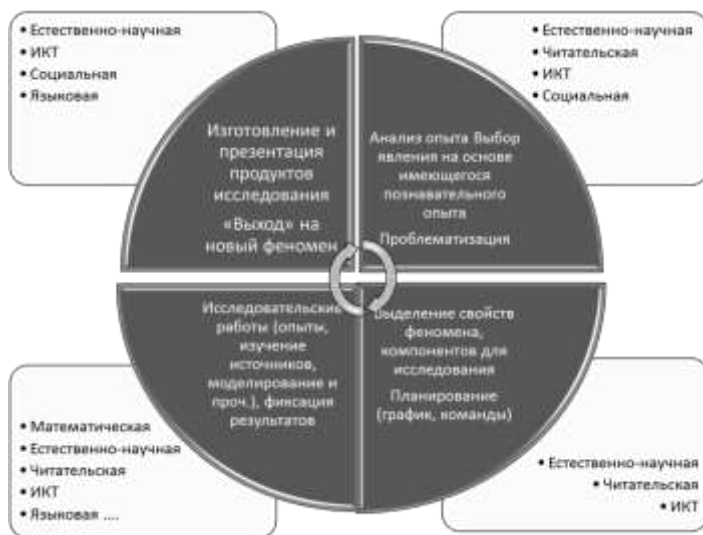 • Естественно-научная
• ИКТ
• Социальная
• Языковая
• Естественно-научная
• Читательская
• ИКТ
• Социальная
Изготовление и
презентация
продуктов
исследования
«Выход» на
новый феномен
Анализ опыта Выбор
явления на основе
имеющегося
познавательного
опыта
Проблематизация
Исследовательские
работы (опыты,
изучение
источников,
моделирование и
проч.), фиксация
результатов
Выделение свойств
феномена,
компонентов для
исследования
Планирование
(график, команды)
• Математическая
• Естественно-научная
• Читательская
• ИКТ
• Языковая ....
• Естественно-научная
• Читательская
• ИКТ